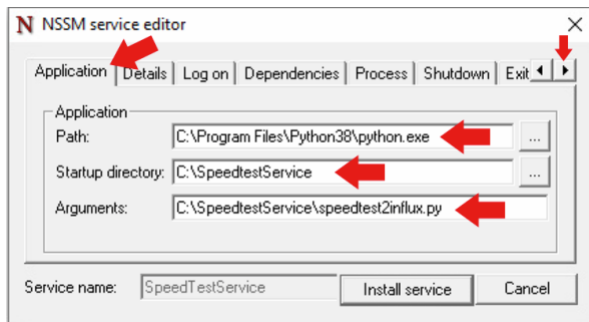 N NSSM service editor
Application Details Log on Dependencies Process Shutdown Exit
Application
Path: C:\Program Files\Python38\python.exe ...
Startup directory: C:\SpeedtestService ...
Arguments: C:\SpeedtestService\speedtest2influx.py
Service name: SpeedTestService Install service Cancel